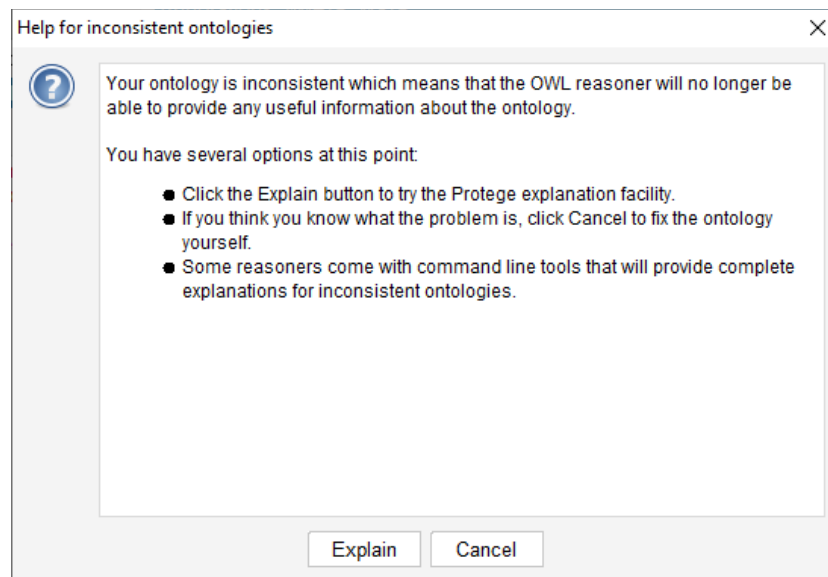 Help for inconsistent ontologies
Your ontology is inconsistent which means that the OWL reasoner will no longer be
able to provide any useful information about the ontology.
You have several options at this point:
Click the Explain button to try the Protege explanation facility.
If you think you know what the problem is, click Cancel to fix the ontology
yourself.
Some reasoners come with command line tools that will provide complete
explanations for inconsistent ontologies.
Explain
Cancel